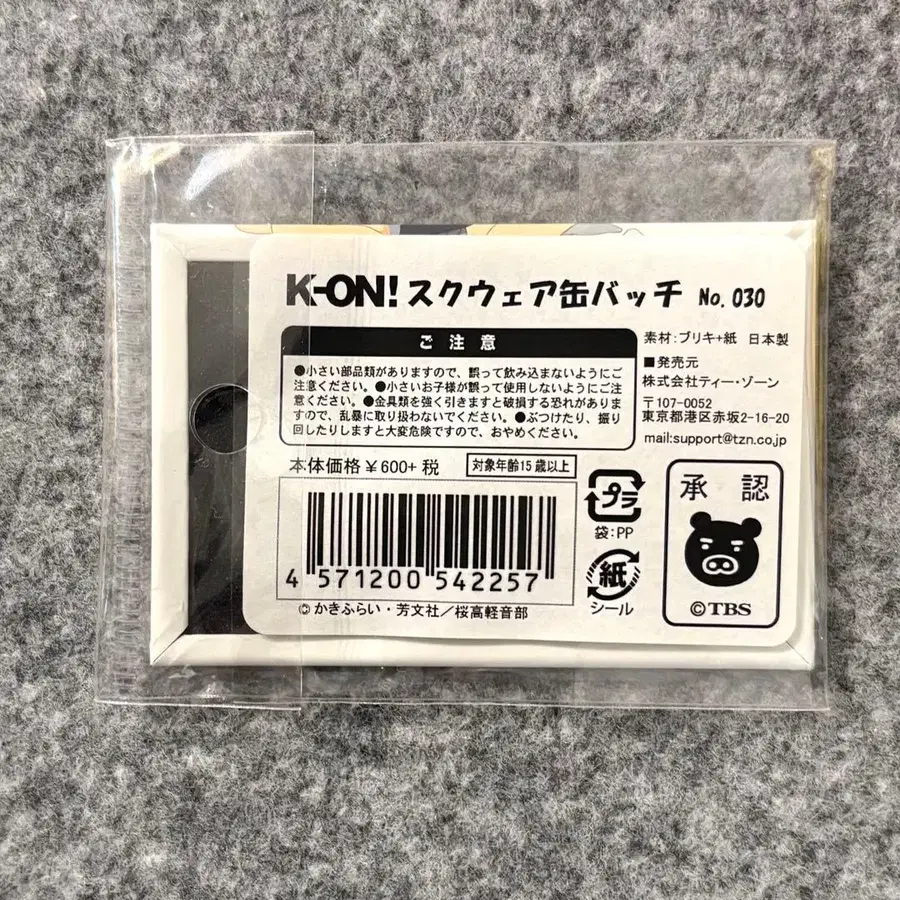 K-ON! スクウェア缶バッチ No. 030
ご注意
●小さい部品類がありますので、誤って飲み込まないようにご
注意ください。●小さいお子様が誤って使用しないようにご注
意ください。●金具類を強く引きますと破損する恐れがありま
すので、乱暴に取り扱わないでください。●ぶつけたり、振り
回したりしますと大変危険ですので、おやめください。
素材:ブリキ+紙 日本製
■発売元
株式会社ティー・ゾーン
〒107-0052
東京都港区赤坂2-16-20
mail:support@tzn.co.jp
本体価格¥600+税
対象年齢15歳以上
4 571200 542257
©かきふらい・芳文社/桜高軽音部
プラ
袋:PP
紙
シール
承認
©TBS